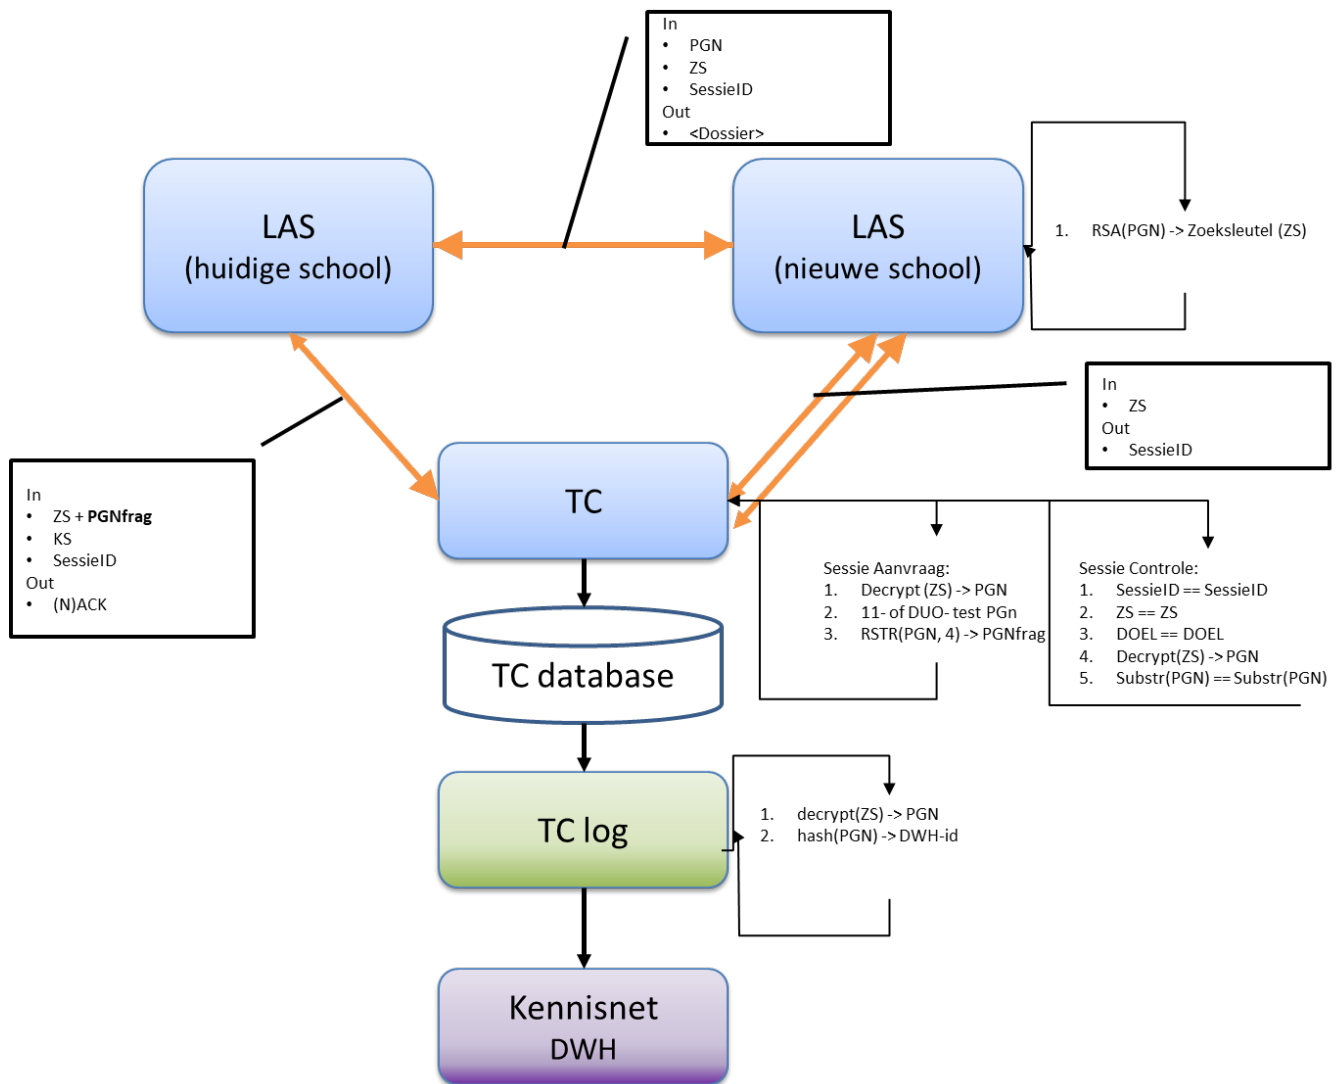 In
• PGN
• ZS
• SessieID
Out
• <Dossier>
LAS
(huidige school)
LAS
(nieuwe school)
1. RSA(PGN) -> Zoeksleutel (ZS)
In
• ZS
Out
• SessieID
In
• ZS + PGNfrag
• KS
• SessieID
Out
• (N)ACK
TC
Sessie Aanvraag:
1. Decrypt (ZS) -> PGN
2. 11- of DUO- test PGn
3. RSTR(PGN, 4) -> PGNfrag
Sessie Controle:
1. SessieID == SessieID
2. ZS == ZS
3. DOEL == DOEL
4. Decrypt(ZS) -> PGN
5. Substr(PGN) == Substr(PGN)
TC database
TC log
1. decrypt(ZS) -> PGN
2. hash(PGN) -> DWH-id
Kennisnet
DWH